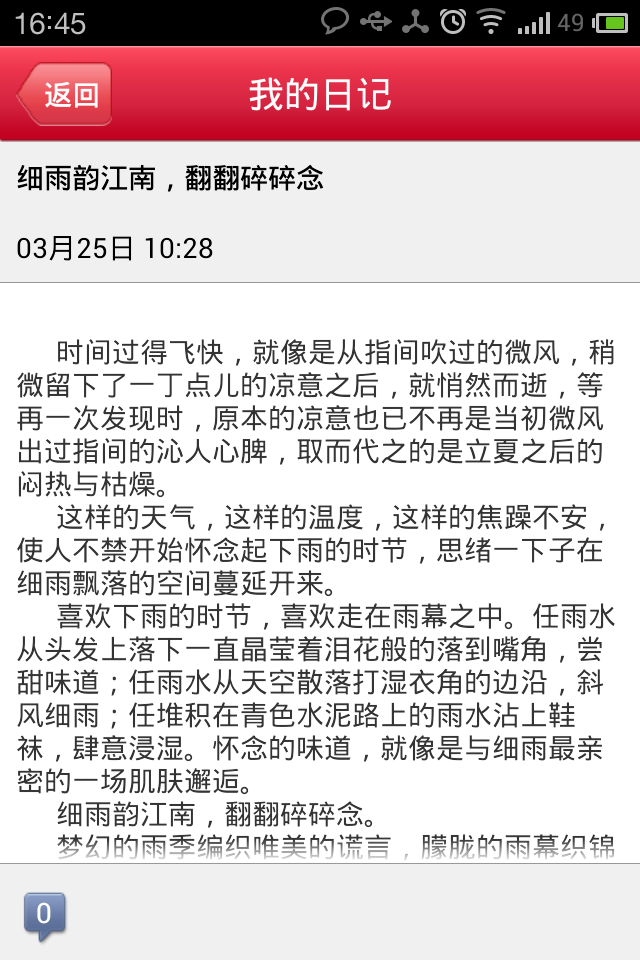 16:45
49
返回
我的日记
细雨韵江南，翻翻碎碎念
03月25日 10:28
时间过得飞快，就像是从指间吹过的微风，稍
微留下了一丁点儿的凉意之后，就悄然而逝，等
再一次发现时，原本的凉意也已不再是当初微风
出过指间的沁人心脾，取而代之的是立夏之后的
闷热与枯燥。
这样的天气，这样的温度，这样的焦躁不安，
使人不禁开始怀念起下雨的时节，思绪一下子在
细雨飘落的空间蔓延开来。
喜欢下雨的时节，喜欢走在雨幕之中。任雨水
从头发上落下一直晶莹着泪花般的落到嘴角，尝
甜味道；任雨水从天空散落打湿衣角的边沿，斜
风细雨；任堆积在青色水泥路上的雨水沾上鞋
袜，肆意浸湿。怀念的味道，就像是与细雨最亲
密的一场肌肤邂逅。
细雨韵江南，翻翻碎碎念。
梦幻的雨季编织唯美的谎言，朦胧的雨幕织锦
0